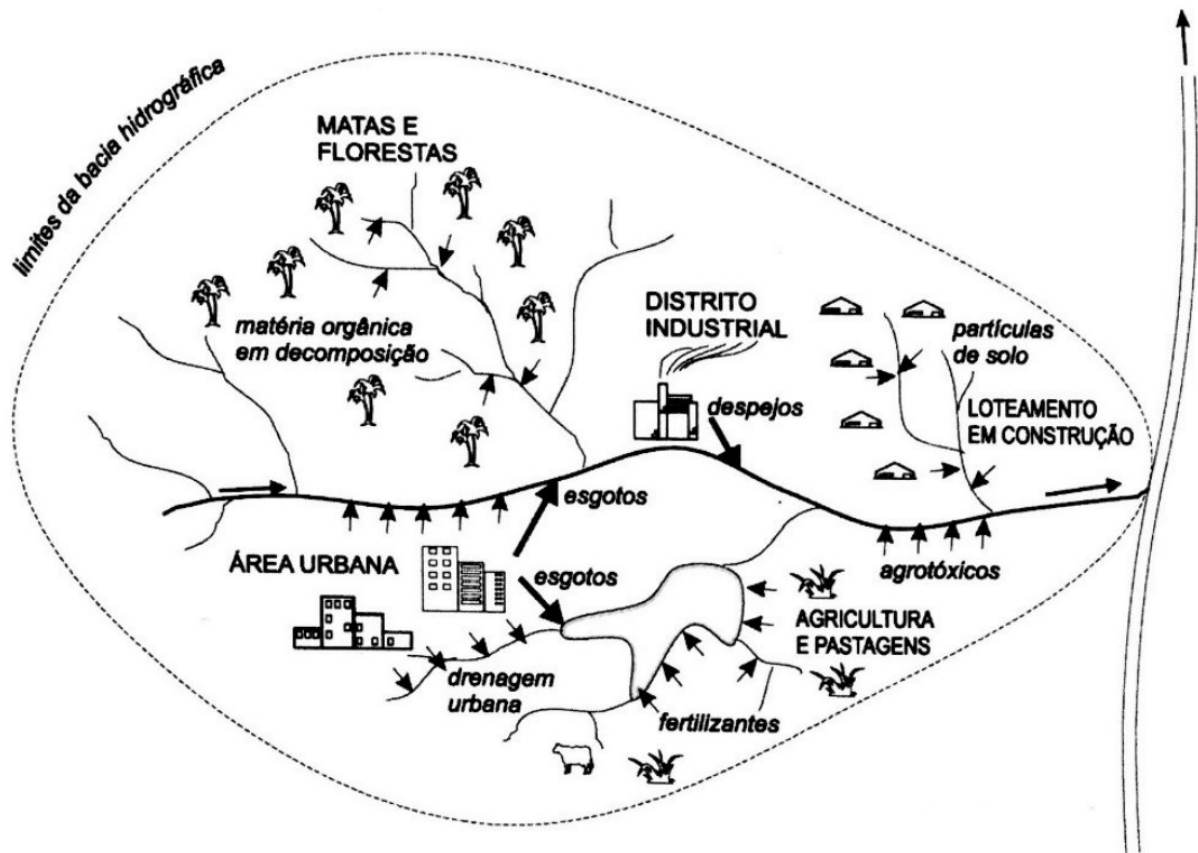 limites da bacia hidrográfica
MATAS E
FLORESTAS
matéria orgânica
em decomposição
DISTRITO
INDUSTRIAL
despejos
partículas
de solo
LOTEAMENTO
EM CONSTRUÇÃO
esgotos
ÁREA URBANA
esgotos
agrotóxicos
AGRICULTURA
E PASTAGENS
drenagem
urbana
fertilizantes